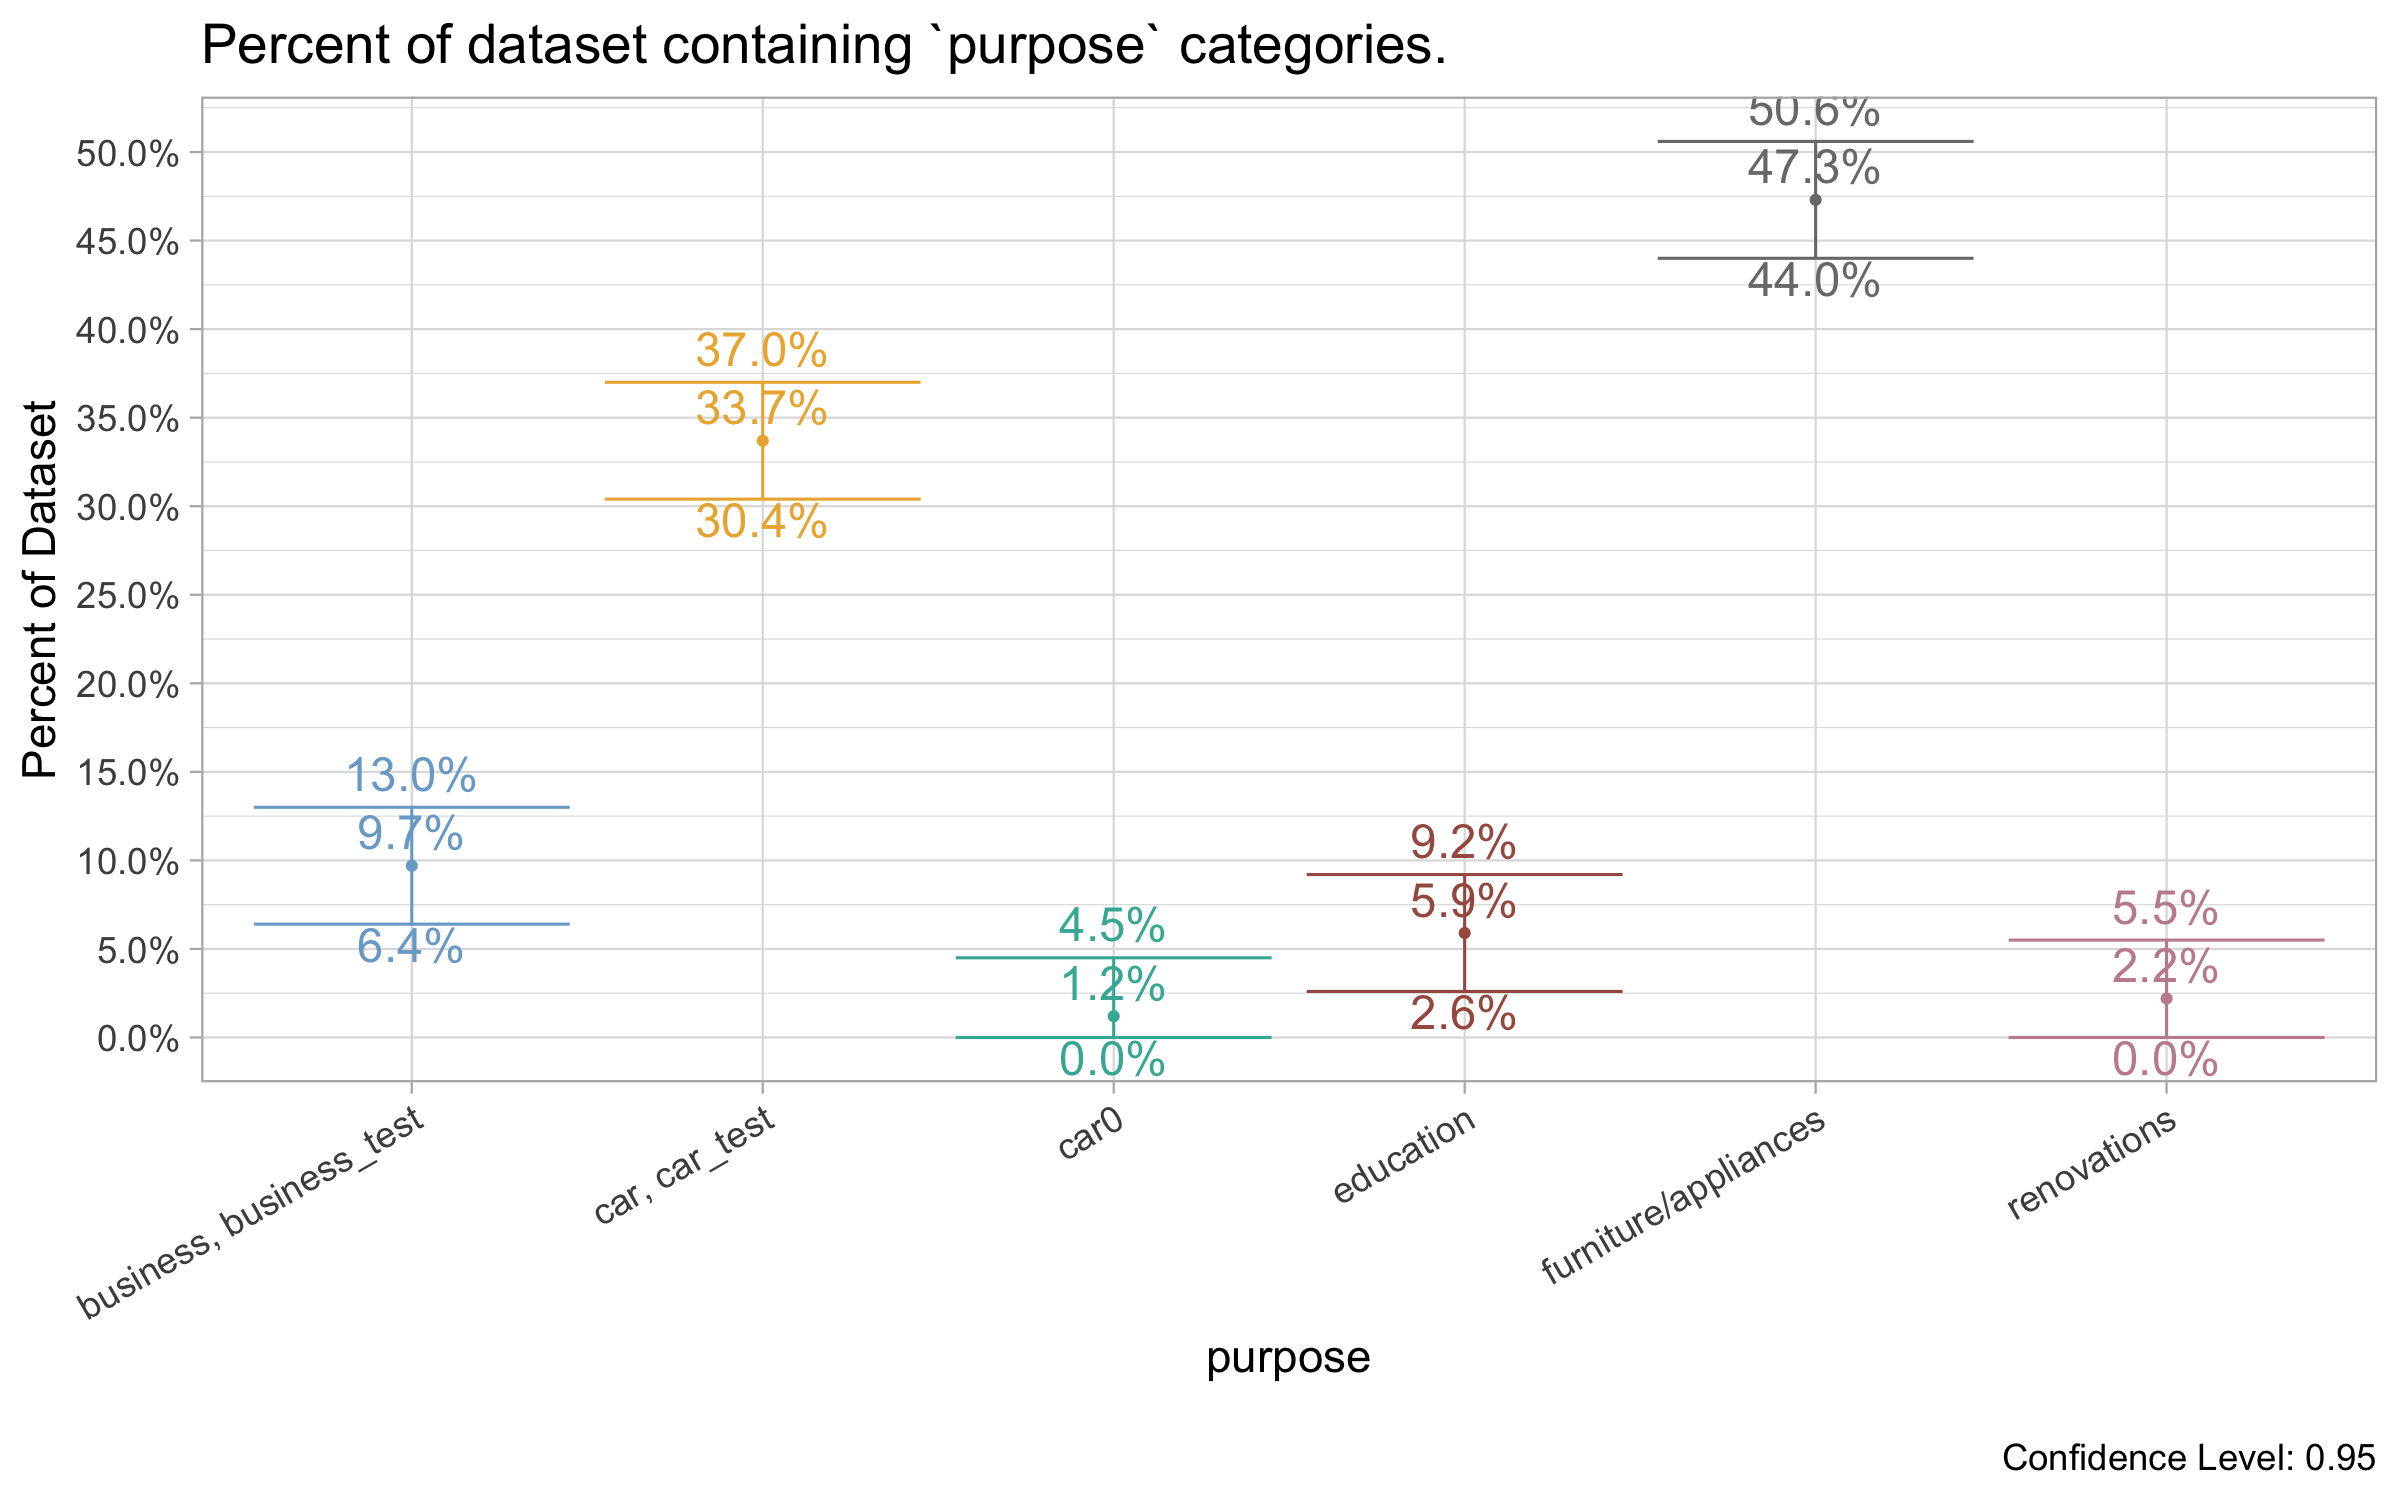 Percent of dataset containing `purpose` categories.
Percent of Dataset
50.0%
45.0%
40.0%
35.0%
30.0%
25.0%
20.0%
15.0%
10.0%
5.0%
0.0%
13.0%
9.7%
6.4%
37.0%
33.7%
30.4%
4.5%
1.2%
0.0%
9.2%
5.9%
2.6%
50.6%
47.3%
44.0%
5.5%
2.2%
0.0%
business, business_test
car, car_test
car0
education
furniture/appliances
renovations
purpose
Confidence Level: 0.95